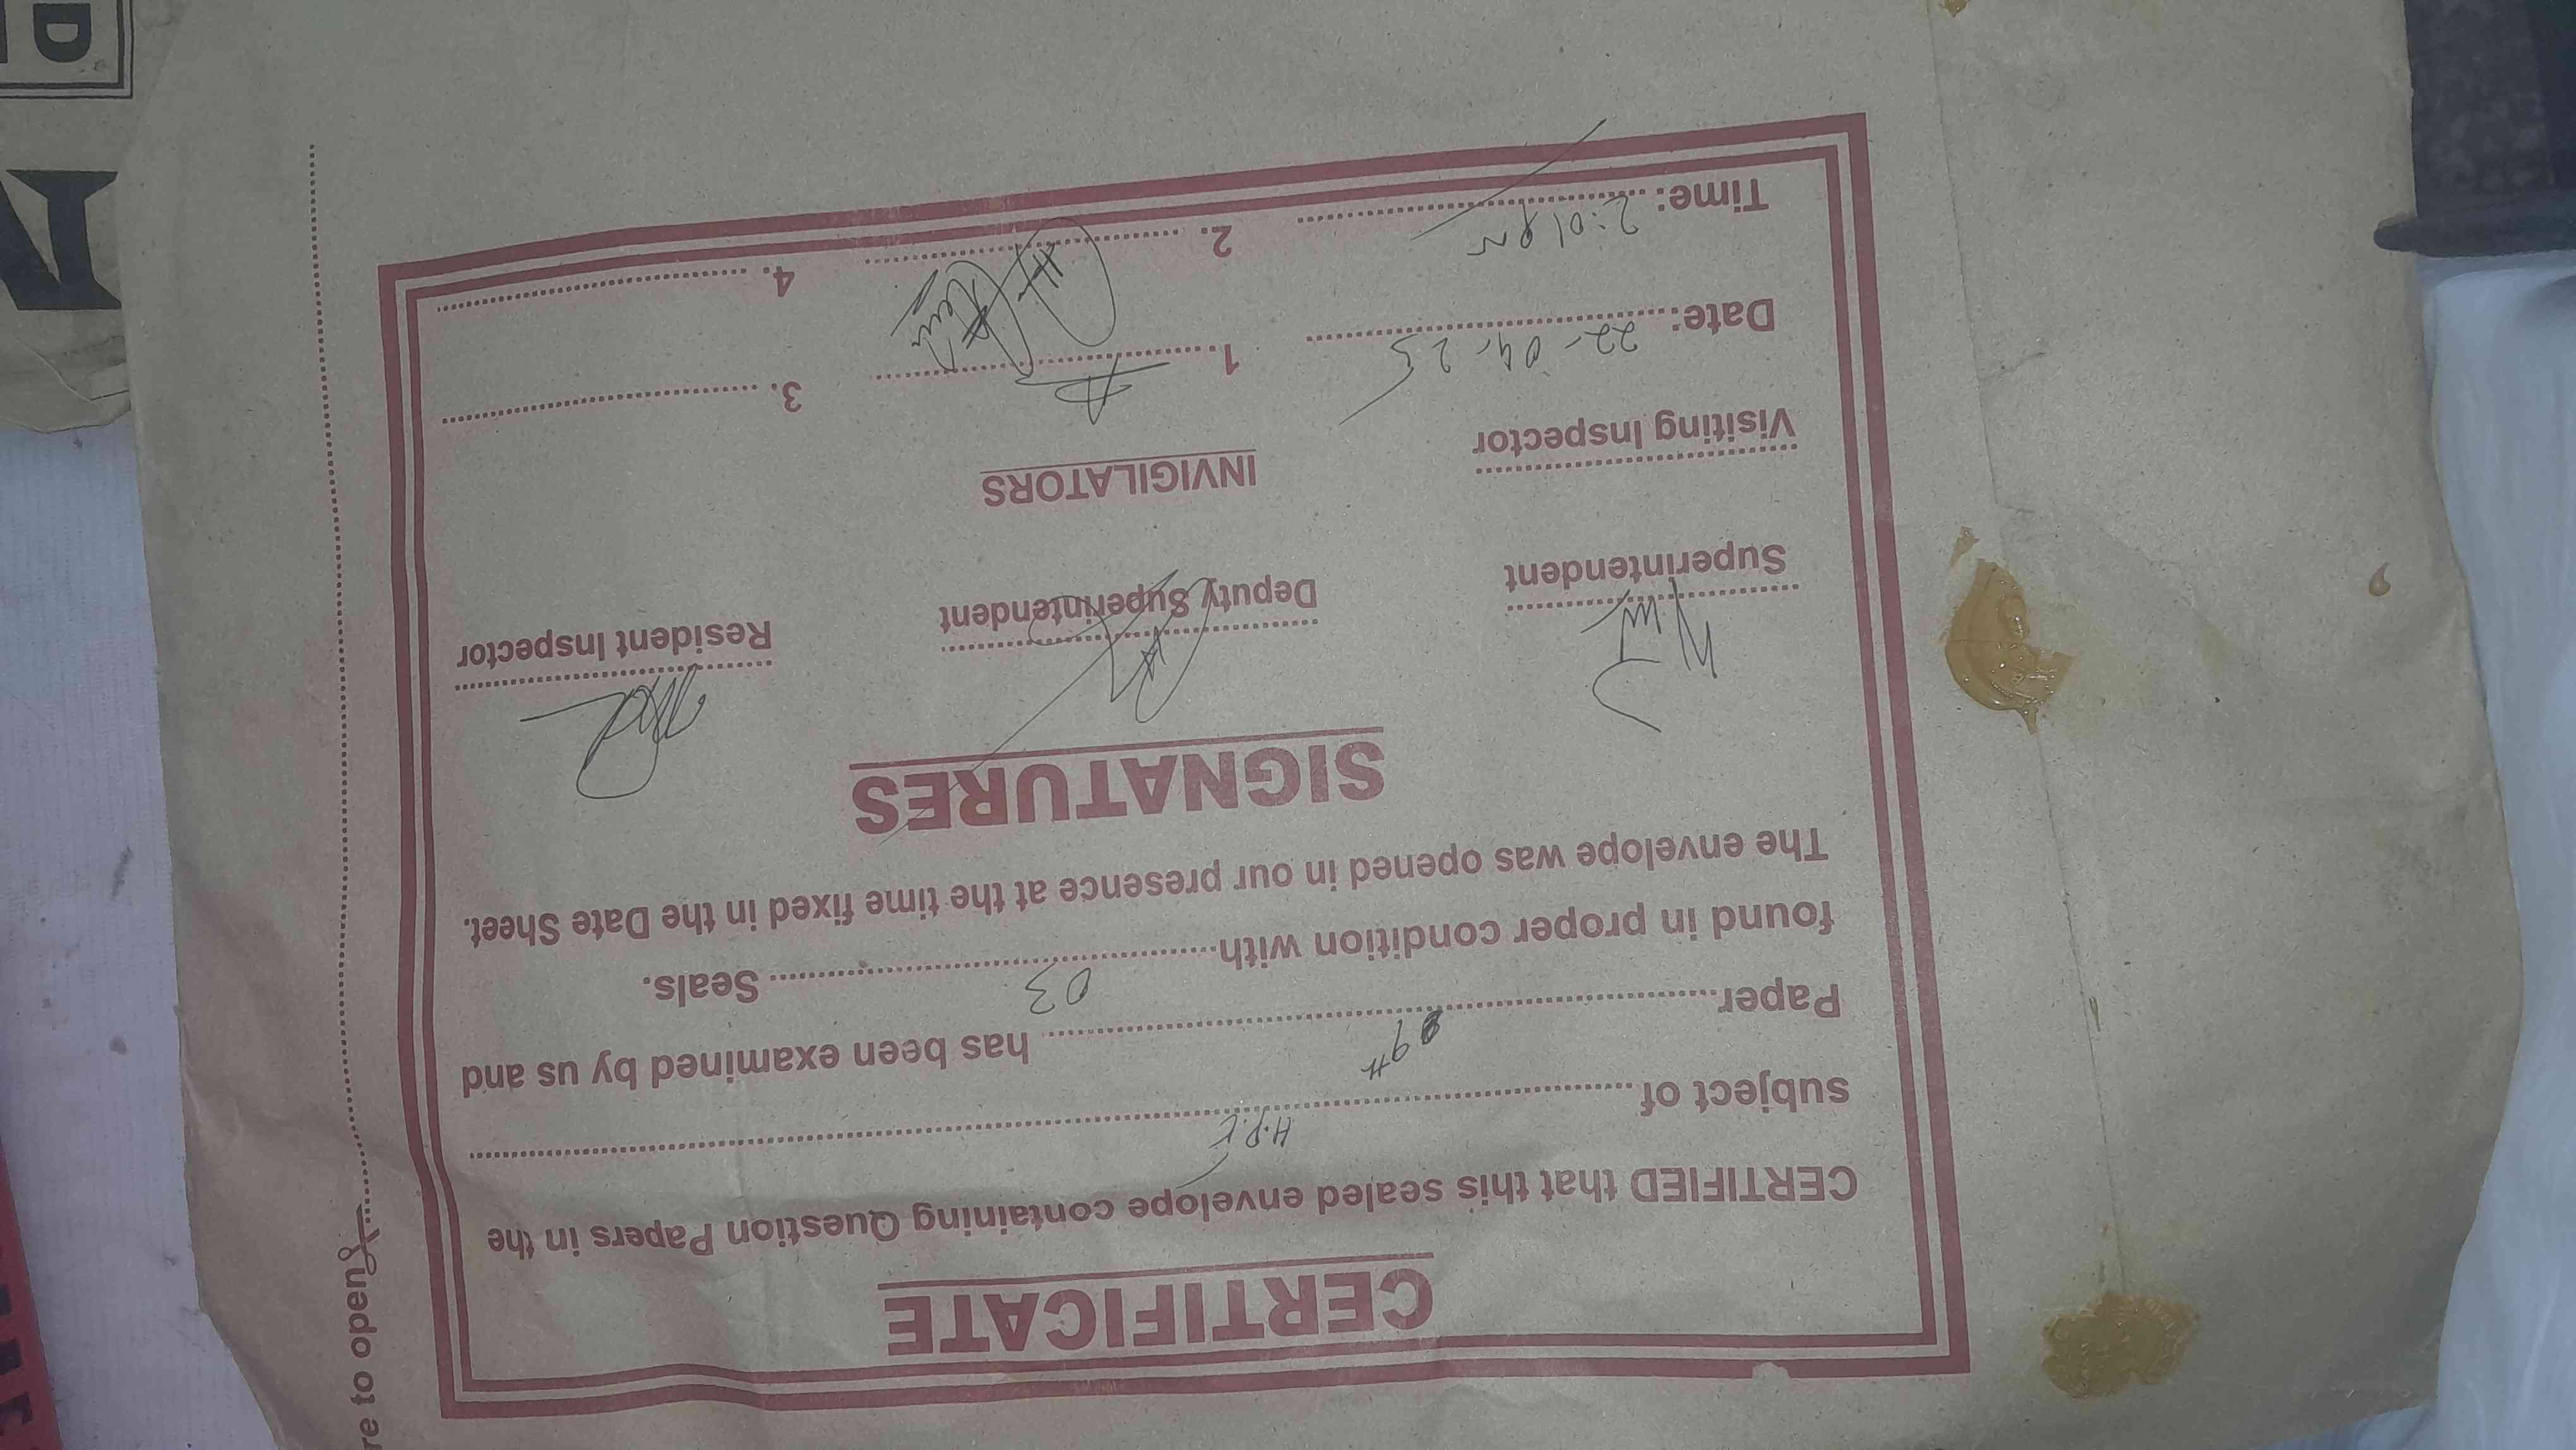 CERTIFICATE
CERTIFIED that this sealed envelope containing Question Papers in the
subject of H.P.E
Paper 9th has been examined by us and
found in proper condition with 03 Seals.
The envelope was opened in our presence at the time fixed in the Date Sheet.
SIGNATURES
Superintendent Deputy Superintendent Resident Inspector
Visiting Inspector
INVIGILATORS
Date: 22-04-25 1. 3.
Time: 2:01 pm 2. 4.
re to open
N
D